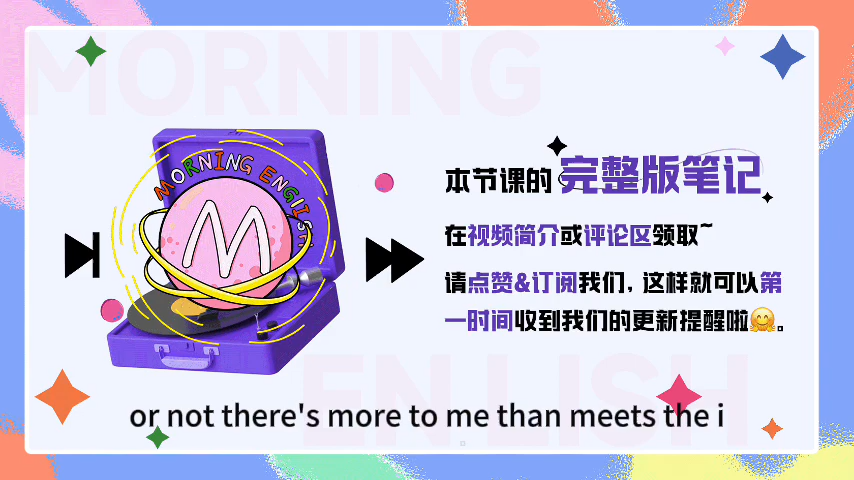 MORNING
MORNING ENGLISH
M
本节课的 完整版笔记
在视频简介或评论区领取~
请点赞&订阅我们，这样就可以第
一时间收到我们的更新提醒啦🤗。
ENGLISH
or not there's more to me than meets the i